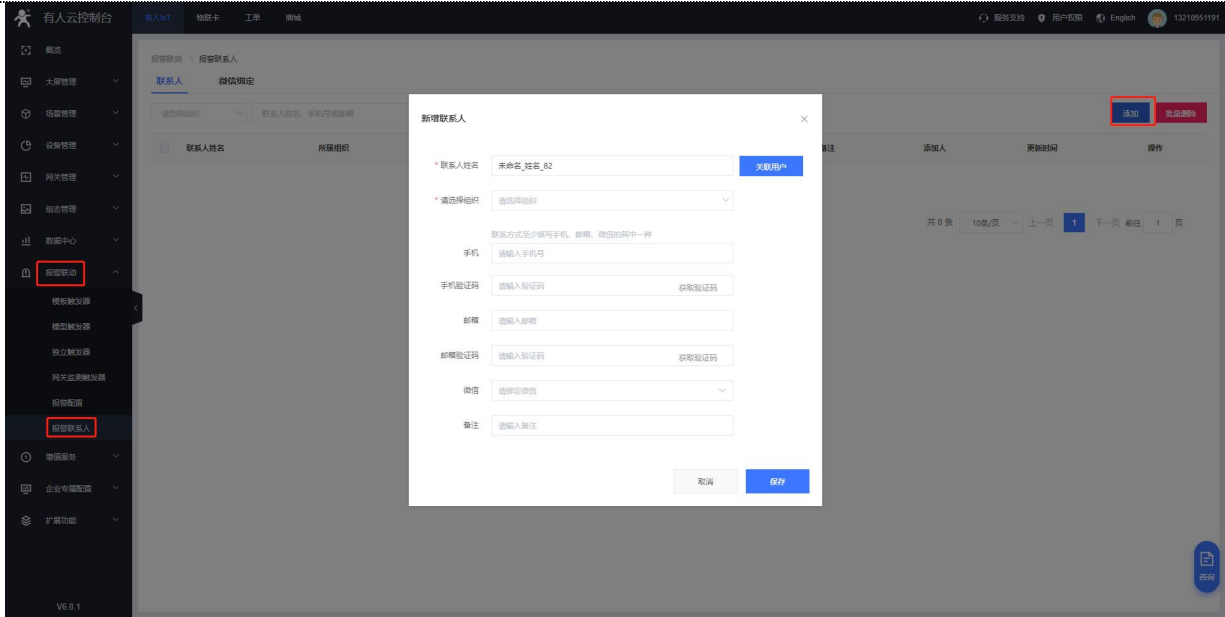 有人云控制台 有人IoT 物联卡 工单 商城 服务支持 用户权限 English 13210551191
概览
大屏管理
场景管理
设备管理
网关管理
组态管理
数据中心
报警联动
模板触发器
模型触发器
独立触发器
网关监测触发器
报警配置
报警联系人
增值服务
企业专属配置
扩展功能
V6.0.1
报警联动 > 报警联系人
联系人 微信绑定
请选择组织 联系人姓名、手机号或邮箱 添加 批量删除
联系人姓名 所属组织 备注 添加人 更新时间 操作
共 0 条 10条/页 上一页 1 下一页 前往 1 页
新增联系人
* 联系人姓名 未命名_姓名_82 关联用户
* 请选择组织 请选择组织
联系方式至少填写手机、邮箱、微信的其中一种
手机 请输入手机号
手机验证码 请输入验证码 获取验证码
邮箱 请输入邮箱
邮箱验证码 请输入验证码 获取验证码
微信 请绑定微信
备注 请输入备注
取消 保存
咨询